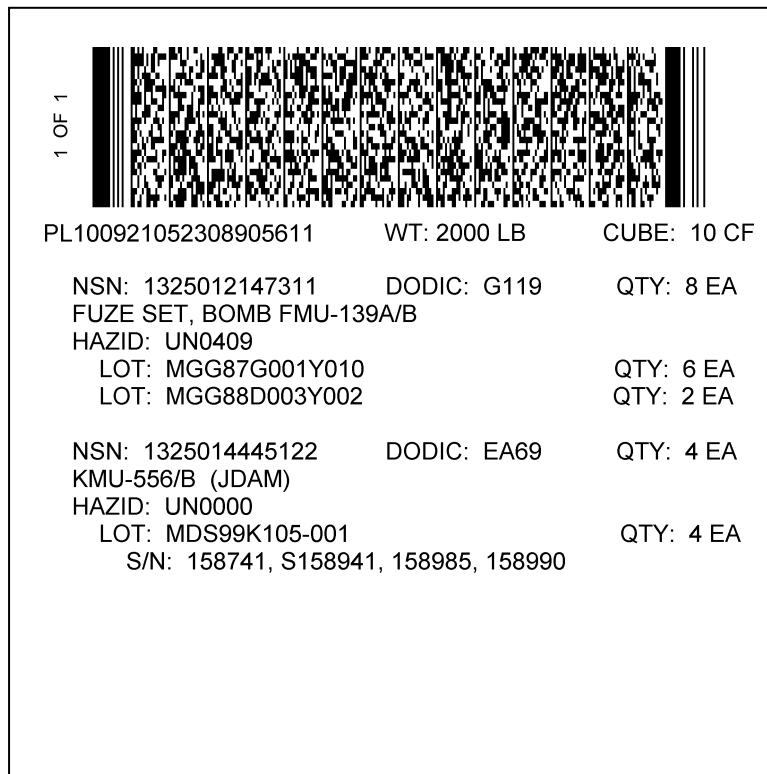 1 OF 1
PL100921052308905611 WT: 2000 LB CUBE: 10 CF
NSN: 1325012147311 DODIC: G119 QTY: 8 EA
FUZE SET, BOMB FMU-139A/B
HAZID: UN0409
LOT: MGG87G001Y010 QTY: 6 EA
LOT: MGG88D003Y002 QTY: 2 EA
NSN: 1325014445122 DODIC: EA69 QTY: 4 EA
KMU-556/B (JDAM)
HAZID: UN0000
LOT: MDS99K105-001 QTY: 4 EA
S/N: 158741, S158941, 158985, 158990